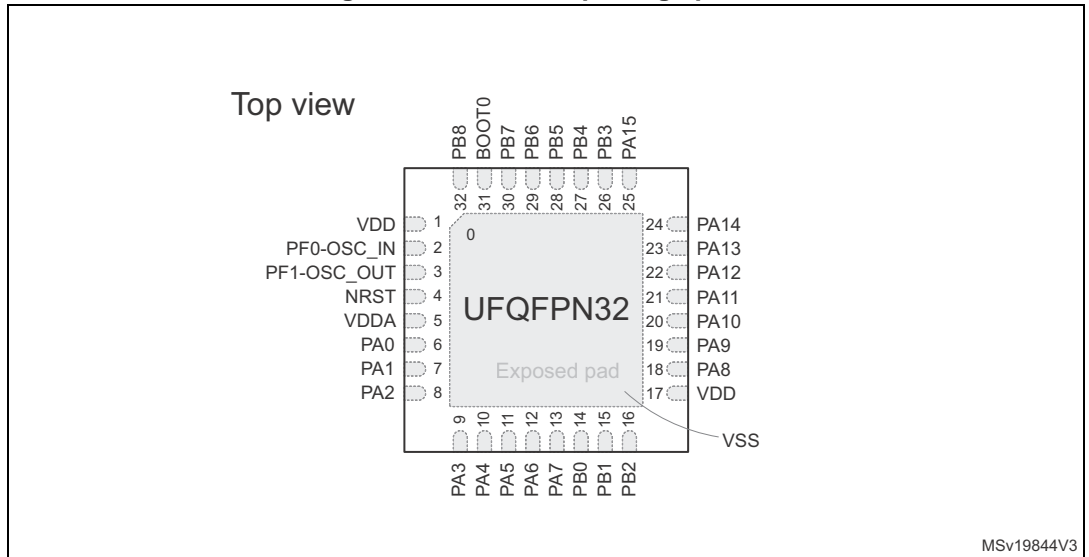 Top view
PB8
BOOT0
PB7
PB6
PB5
PB4
PB3
PA15
32
31
30
29
28
27
26
25
VDD 1
PF0-OSC_IN 2
PF1-OSC_OUT 3
NRST 4
VDDA 5
PA0 6
PA1 7
PA2 8
0
UFQFPN32
Exposed pad
24 PA14
23 PA13
22 PA12
21 PA11
20 PA10
19 PA9
18 PA8
17 VDD
VSS
9
10
11
12
13
14
15
16
PA3
PA4
PA5
PA6
PA7
PB0
PB1
PB2
MSv19844V3